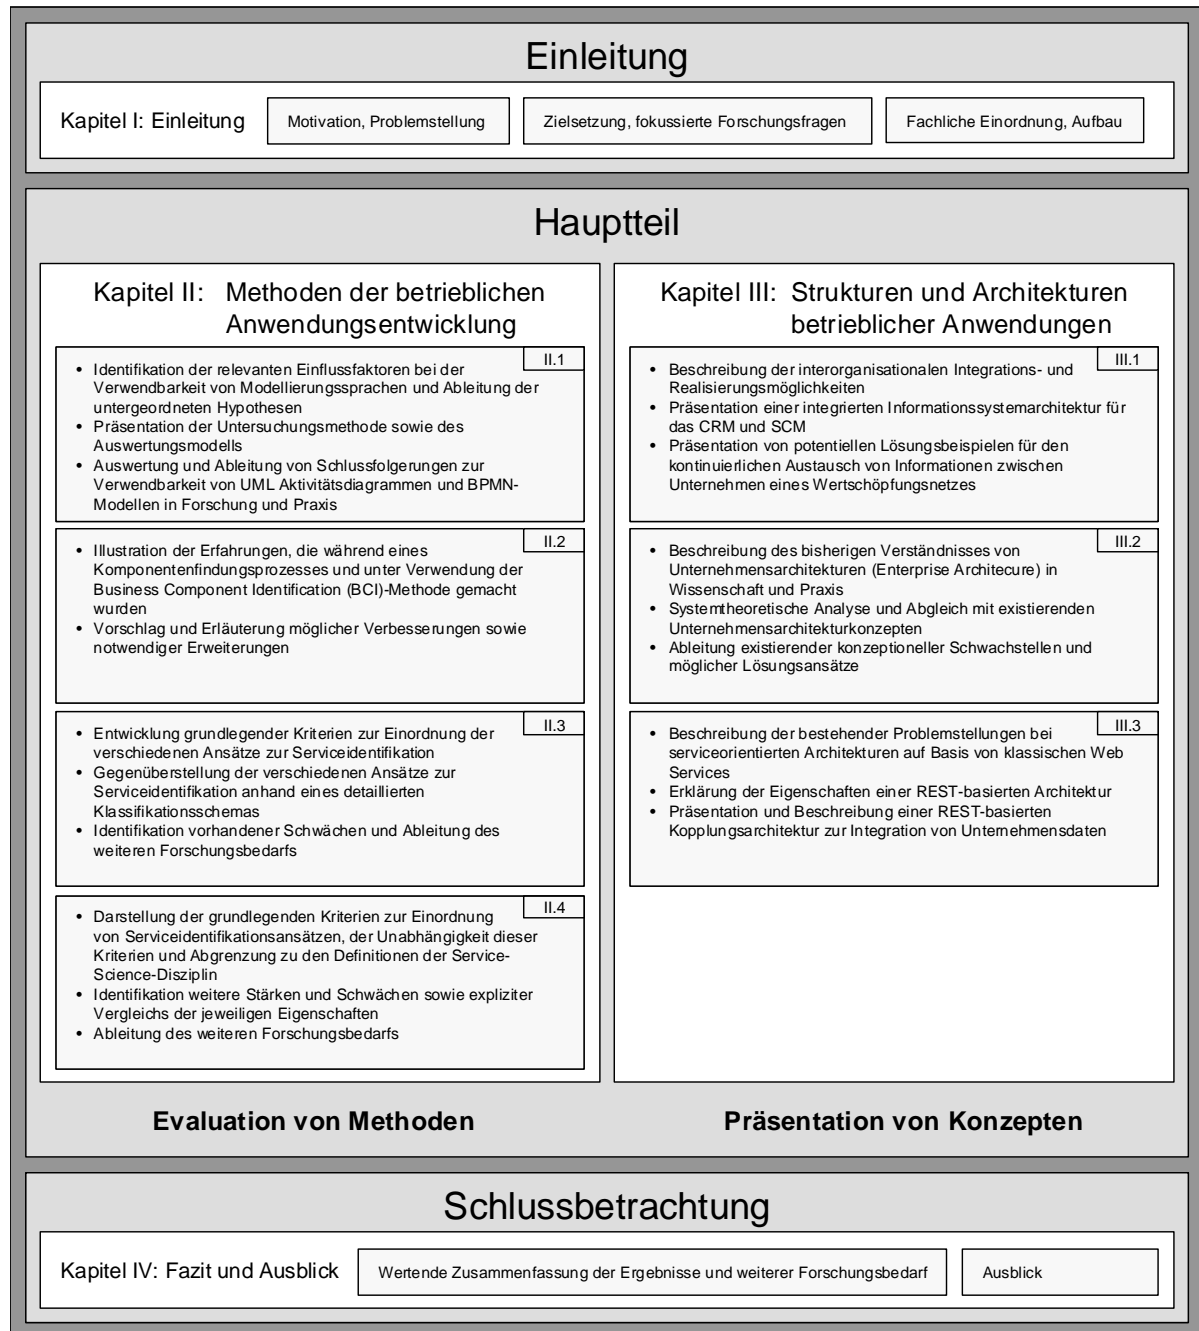 Einleitung
Kapitel I: Einleitung
Motivation, Problemstellung
Zielsetzung, fokussierte Forschungsfragen
Fachliche Einordnung, Aufbau
Hauptteil
Kapitel II: Methoden der betrieblichen
Anwendungsentwicklung
II.1
• Identifikation der relevanten Einflussfaktoren bei der
Verwendbarkeit von Modellierungssprachen und Ableitung der
untergeordneten Hypothesen
• Präsentation der Untersuchungsmethode sowie des
Auswertungsmodells
• Auswertung und Ableitung von Schlussfolgerungen zur
Verwendbarkeit von UML Aktivitätsdiagrammen und BPMN-
Modellen in Forschung und Praxis
II.2
• Illustration der Erfahrungen, die während eines
Komponentenfindungsprozesses und unter Verwendung der
Business Component Identification (BCI)-Methode gemacht
wurden
• Vorschlag und Erläuterung möglicher Verbesserungen sowie
notwendiger Erweiterungen
II.3
• Entwicklung grundlegender Kriterien zur Einordnung der
verschiedenen Ansätze zur Serviceidentifikation
• Gegenüberstellung der verschiedenen Ansätze zur
Serviceidentifikation anhand eines detaillierten
Klassifikationsschemas
• Identifikation vorhandener Schwächen und Ableitung des
weiteren Forschungsbedarfs
II.4
• Darstellung der grundlegenden Kriterien zur Einordnung
von Serviceidentifikationsansätzen, der Unabhängigkeit dieser
Kriterien und Abgrenzung zu den Definitionen der Service-
Science-Disziplin
• Identifikation weitere Stärken und Schwächen sowie expliziter
Vergleichs der jeweiligen Eigenschaften
• Ableitung des weiteren Forschungsbedarfs
Evaluation von Methoden
Kapitel III: Strukturen und Architekturen
betrieblicher Anwendungen
III.1
• Beschreibung der interorganisationalen Integrations- und
Realisierungsmöglichkeiten
• Präsentation einer integrierten Informationssystemarchitektur für
das CRM und SCM
• Präsentation von potentiellen Lösungsbeispielen für den
kontinuierlichen Austausch von Informationen zwischen
Unternehmen eines Wertschöpfungsnetzes
III.2
• Beschreibung des bisherigen Verständnisses von
Unternehmensarchitekturen (Enterprise Architecure) in
Wissenschaft und Praxis
• Systemtheoretische Analyse und Abgleich mit existierenden
Unternehmensarchitekturkonzepten
• Ableitung existierender konzeptioneller Schwachstellen und
möglicher Lösungsansätze
III.3
• Beschreibung der bestehender Problemstellungen bei
serviceorientierten Architekturen auf Basis von klassischen Web
Services
• Erklärung der Eigenschaften einer REST-basierten Architektur
• Präsentation und Beschreibung einer REST-basierten
Kopplungsarchitektur zur Integration von Unternehmensdaten
Präsentation von Konzepten
Schlussbetrachtung
Kapitel IV: Fazit und Ausblick
Wertende Zusammenfassung der Ergebnisse und weiterer Forschungsbedarf
Ausblick